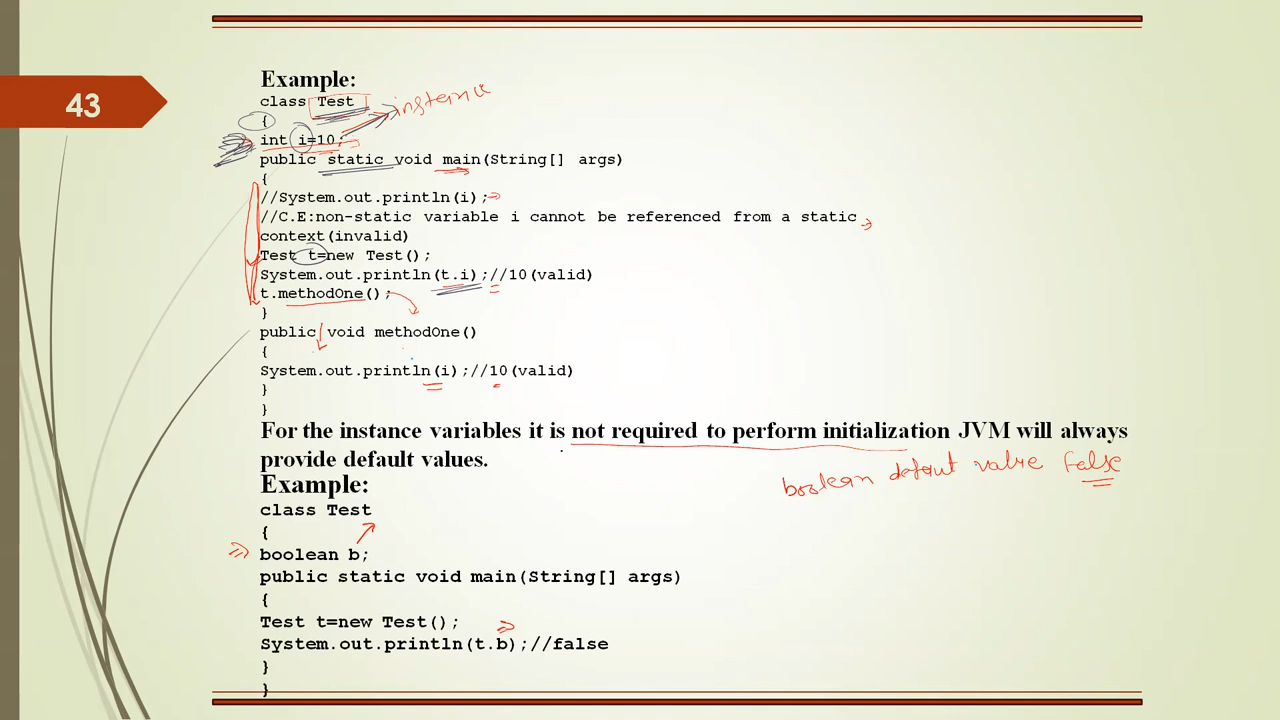 43
Example:
class Test
instance
{
int i=10;
public static void main(String[] args)
{
//System.out.println(i);
//C.E:non-static variable i cannot be referenced from a static
context(invalid)
Test t=new Test();
System.out.println(t.i);//10(valid)
t.methodOne();
}
public void methodOne()
{
System.out.println(i);//10(valid)
}
}
For the instance variables it is not required to perform initialization JVM will always
provide default values.
boolean defaut value false
Example:
class Test
{
boolean b;
public static void main(String[] args)
{
Test t=new Test();
System.out.println(t.b);//false
}
}